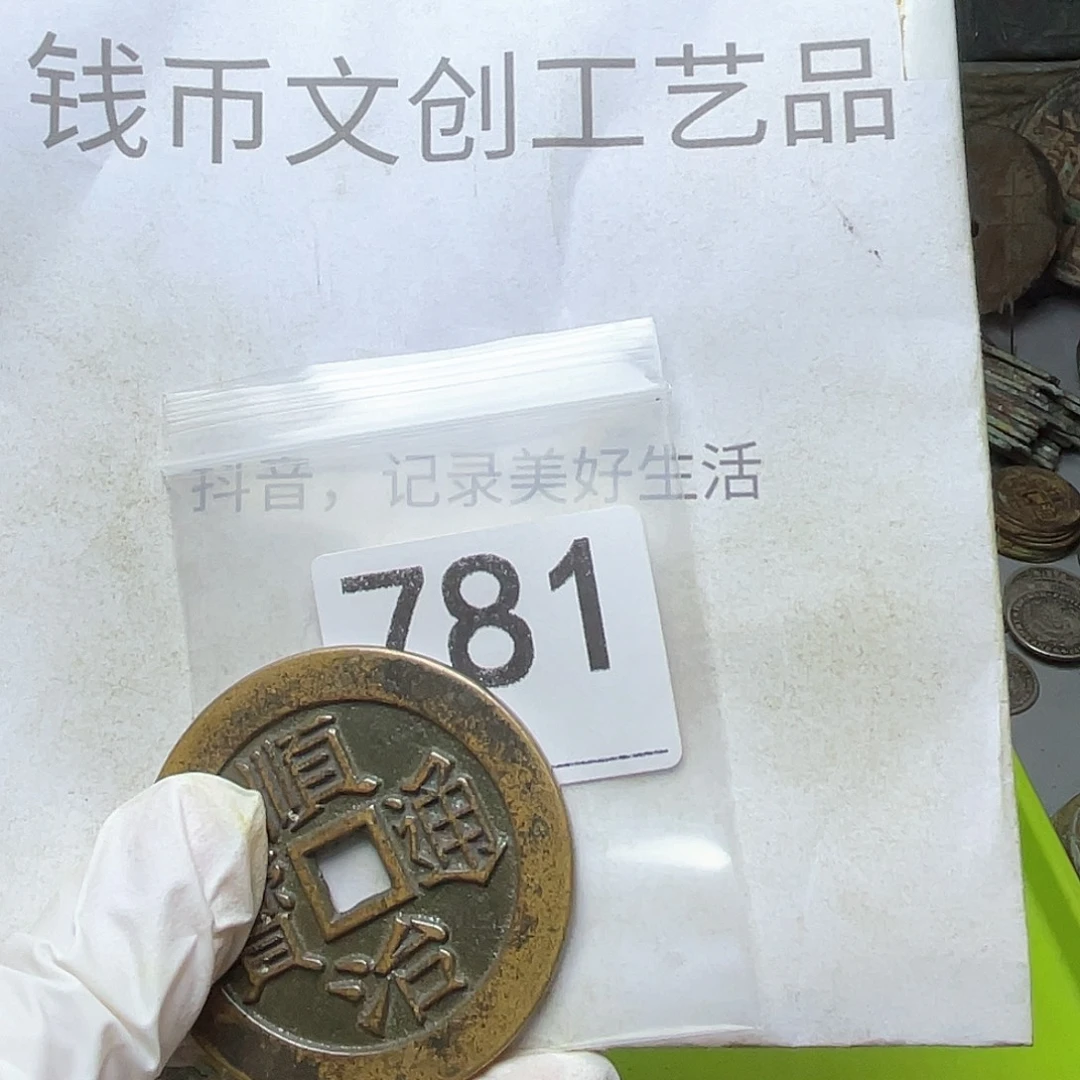 钱币文创工艺品
抖音，记录美好生活
781
顺治通寶